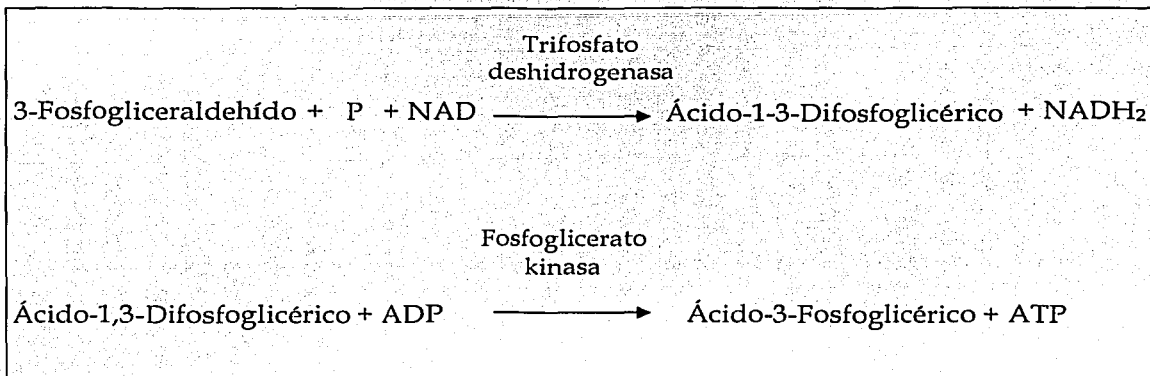 Trifosfato
deshidrogenasa
3-Fosfogliceraldehído + P + NAD → Ácido-1-3-Difosfoglicérico + NADH₂
Fosfoglicerato
kinasa
Ácido-1,3-Difosfoglicérico + ADP → Ácido-3-Fosfoglicérico + ATP